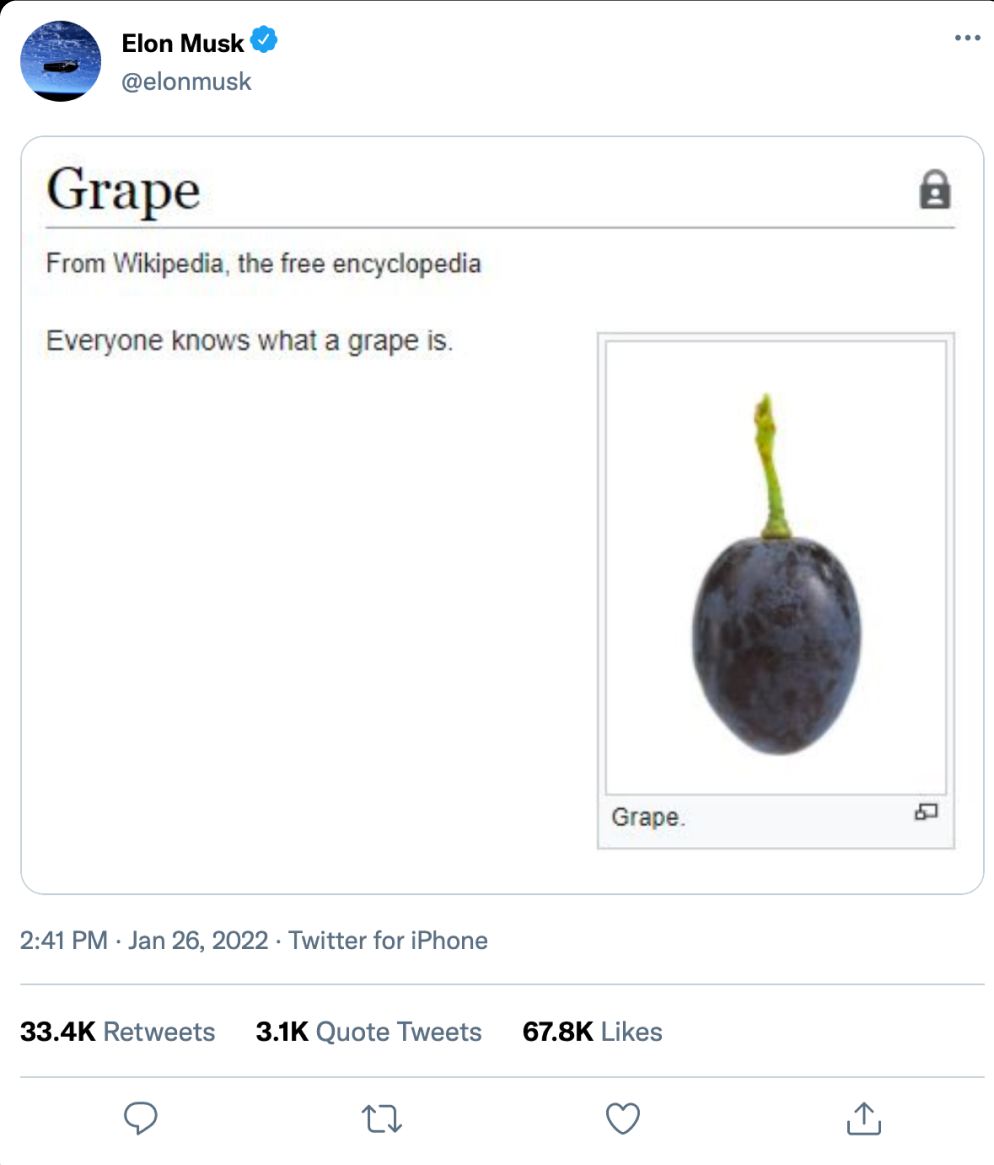 Elon Musk
@elonmusk
Grape
From Wikipedia, the free encyclopedia
Everyone knows what a grape is.
Grape.
2:41 PM · Jan 26, 2022 · Twitter for iPhone
33.4K Retweets 3.1K Quote Tweets 67.8K Likes